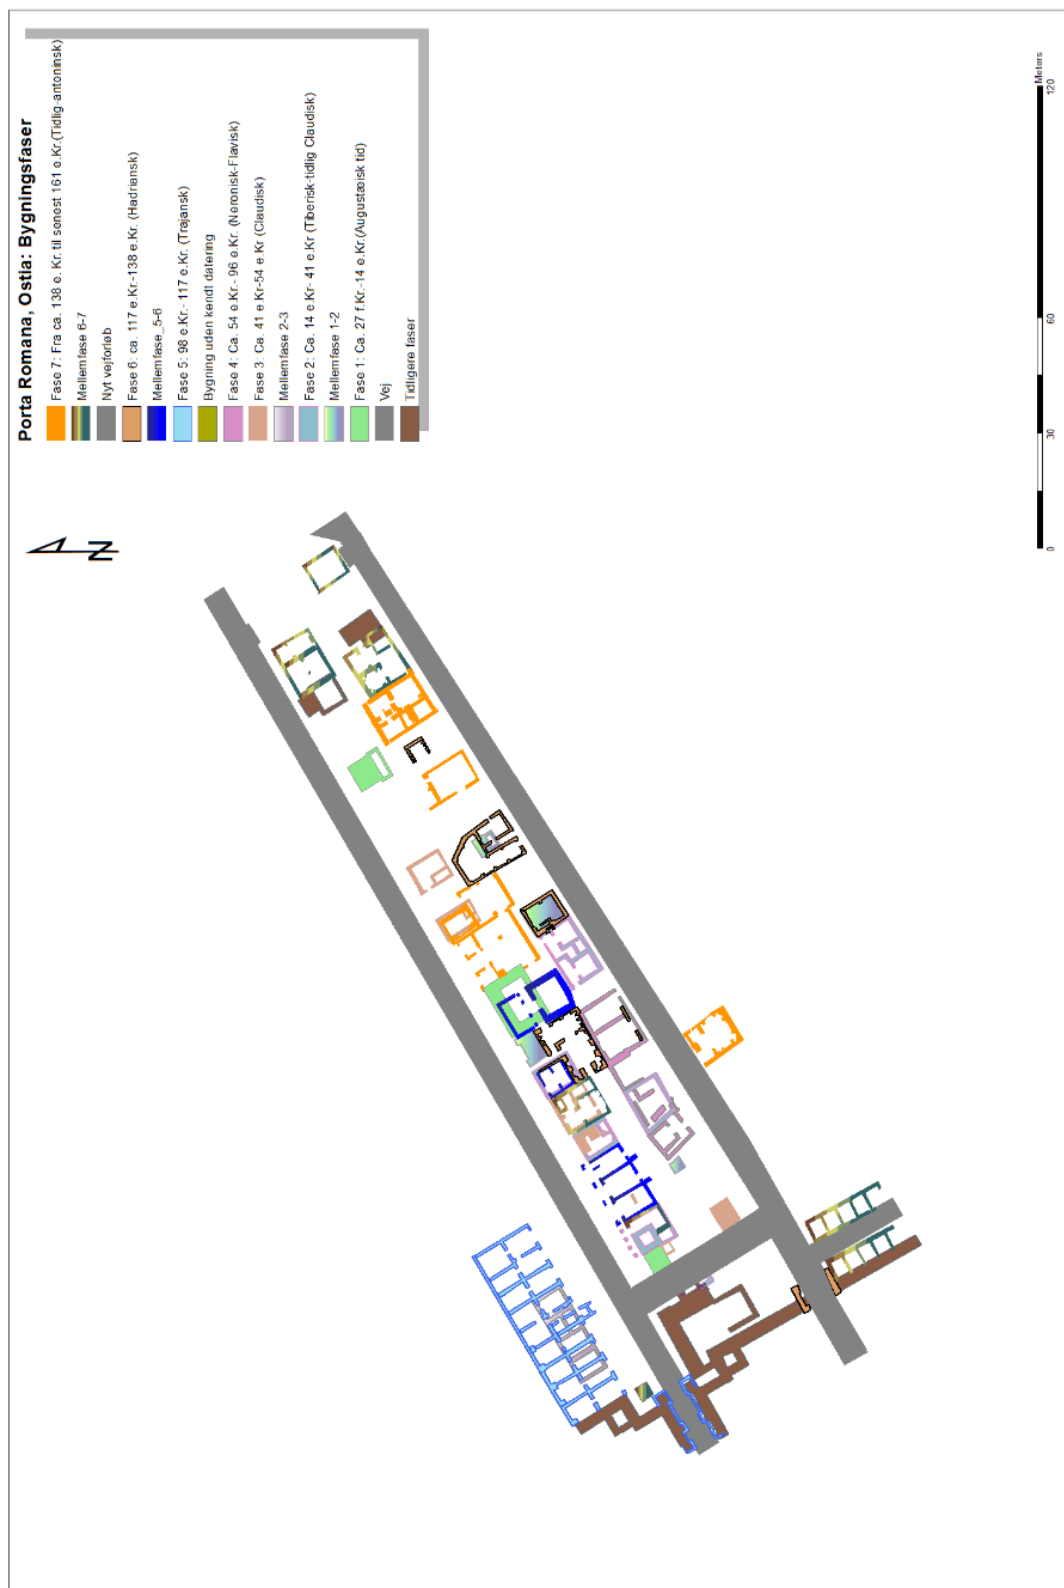 Porta Romana, Ostia: Bygningsfaser
Fase 7: Fra ca. 138 e. Kr. til senest 161 e.Kr.(Tidlig-antoninsk)
Mellemfase 6-7
Nyt vejforløb
Fase 6: ca. 117 e.Kr.-138 e.Kr. (Hadriansk)
Mellemfase_5-6
Fase 5: 98 e.Kr.- 117 e.Kr. (Trajansk)
Bygning uden kendt datering
Fase 4: Ca. 54 e.Kr.- 96 e.Kr. (Neronisk-Flavisk)
Fase 3: Ca. 41 e.Kr-54 e.Kr (Claudisk)
Mellemfase 2-3
Fase 2: Ca. 14 e.Kr- 41 e.Kr (Tiberisk-tidlig Claudisk)
Mellemfase 1-2
Fase 1: Ca. 27 f.Kr.-14 e.Kr.(Augustæisk tid)
Vej
Tidligere faser
N
0 30 60 120
Meters